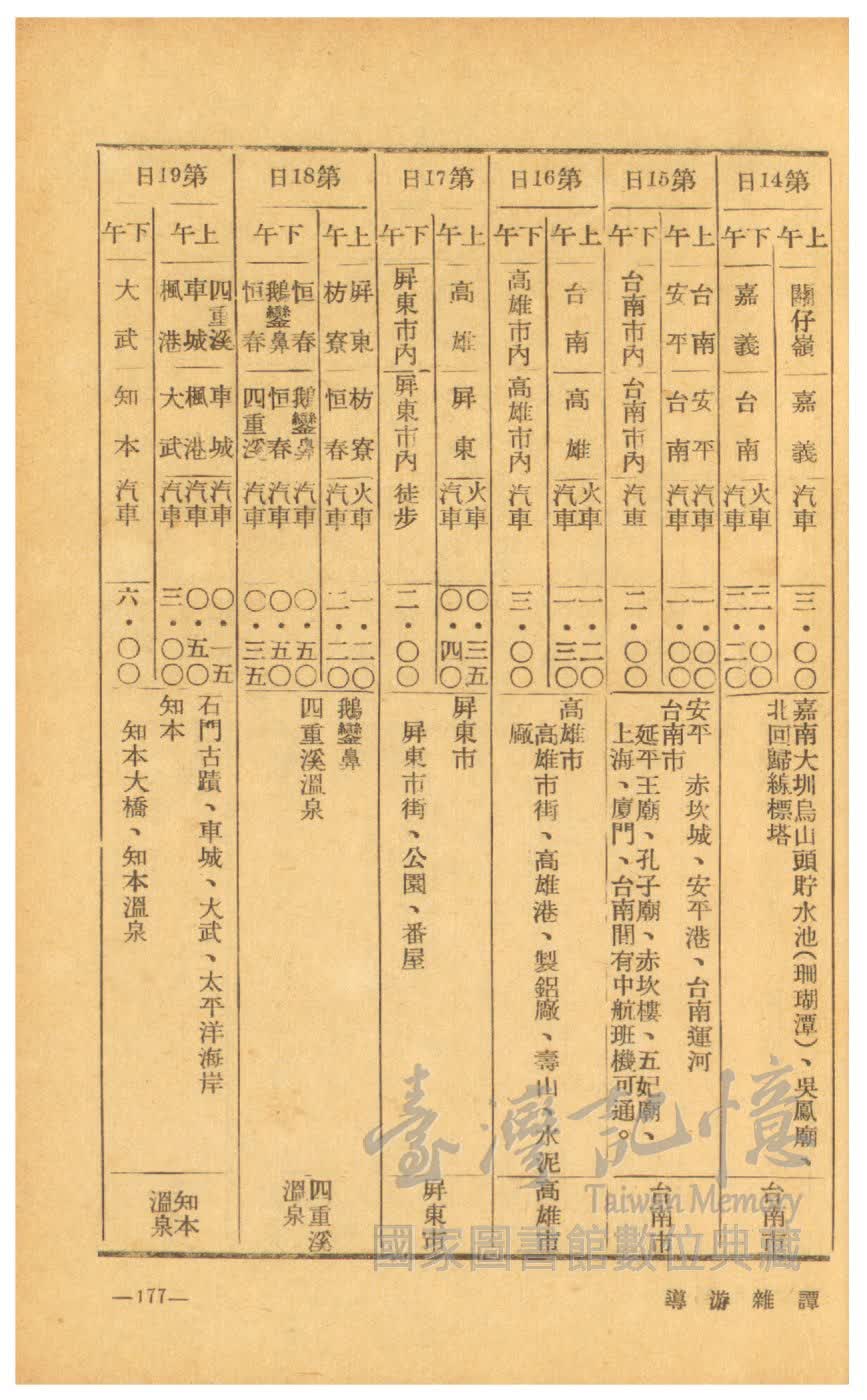 第14日
上午
關仔嶺
嘉義
汽車
三・〇〇
下午
嘉義
台南
火車
汽車
二・〇〇
二・二〇
嘉南大圳烏山頭貯水池(珊瑚潭)、吳鳳廟、
北回歸線標塔
台南市
第15日
上午
台南
安平
安平
台南
汽車
汽車
一・〇〇
一・〇〇
下午
台南市內
台南市內
汽車
二・〇〇
安平 赤坎城、安平港、台南運河
台南市
延平王廟、孔子廟、赤坎樓、五妃廟、
上海、廈門、台南間有中航班機可通。
台南市
第16日
上午
台南
高雄
火車
汽車
一・二〇
一・三〇
下午
高雄市內
高雄市內
汽車
三・〇〇
高雄市
高雄市街、高雄港、製鋁廠、壽山、水泥
廠
高雄市
第17日
上午
高雄
屏東
火車
汽車
〇・三五
〇・四〇
下午
屏東市內
屏東市內
徒步
二・〇〇
屏東市
屏東市街、公園、番屋
屏東市
第18日
上午
屏東
枋寮
枋寮
恒春
火車
汽車
一・二〇
二・二〇
下午
恒春
鵝鑾鼻
恒春
鵝鑾鼻
恒春
四重溪
汽車
汽車
汽車
〇・五〇
〇・五〇
〇・三五
鵝鑾鼻
四重溪溫泉
四重溪
溫泉
第19日
上午
四重溪
車城
楓港
車城
楓港
大武
汽車
汽車
汽車
〇・一五
〇・五〇
三・〇〇
下午
大武
知本
汽車
六・〇〇
石門古蹟、車城、大武、太平洋海岸
知本
知本大橋、知本溫泉
知本
溫泉
臺灣記憶
Taiwan Memory
國家圖書館數位典藏
譚雜游導
—177—